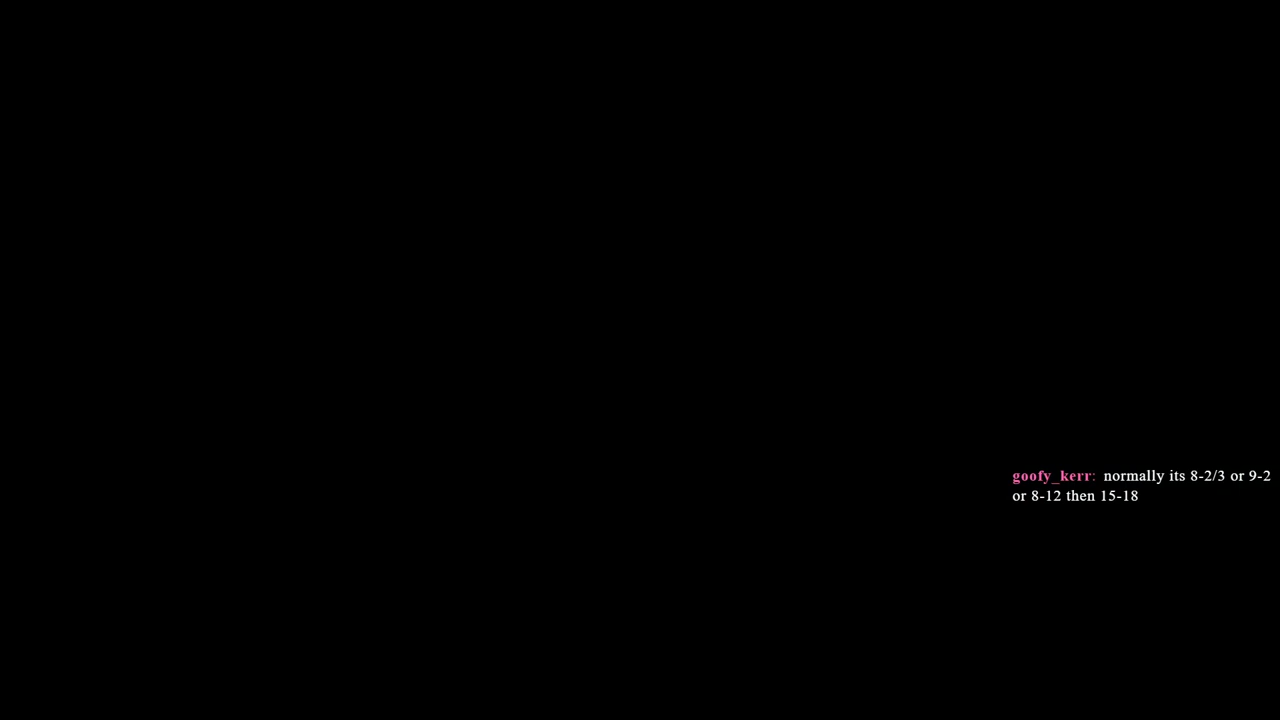 goofy_kerr: normally its 8-2/3 or 9-2
or 8-12 then 15-18